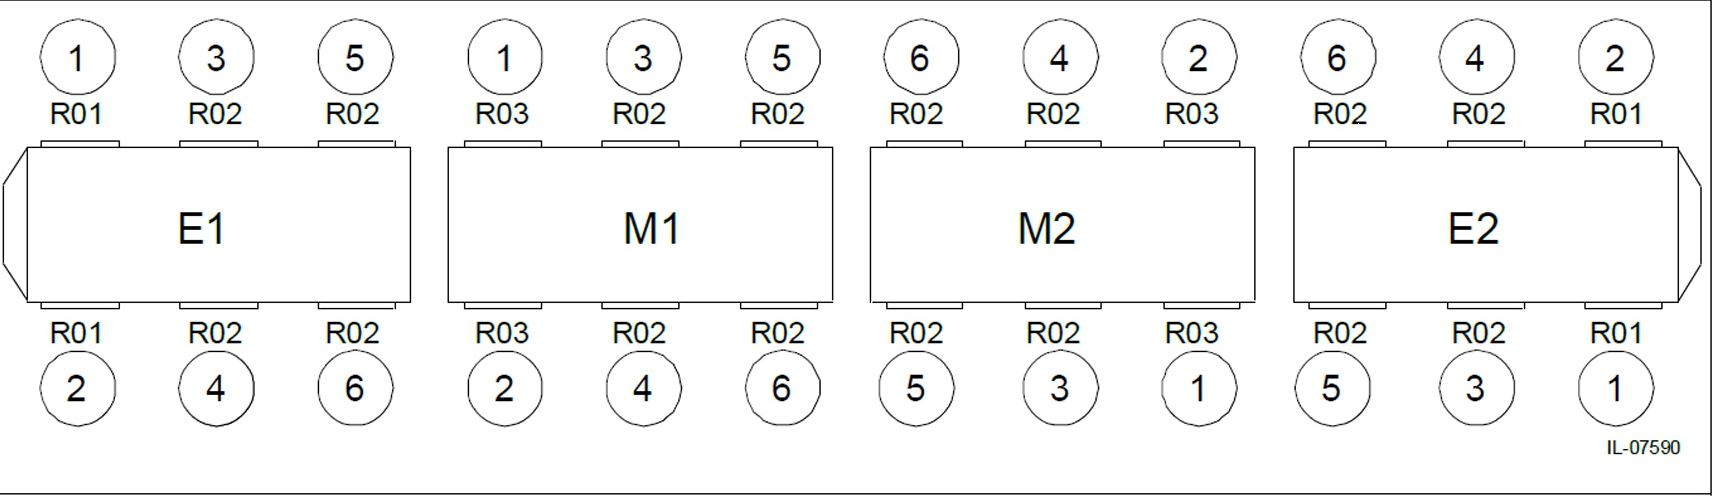 1 3 5 1 3 5 6 4 2 6 4 2
R01 R02 R02 R03 R02 R02 R02 R02 R03 R02 R02 R01
E1 M1 M2 E2
R01 R02 R02 R03 R02 R02 R02 R02 R03 R02 R02 R01
2 4 6 2 4 6 5 3 1 5 3 1
IL-07590